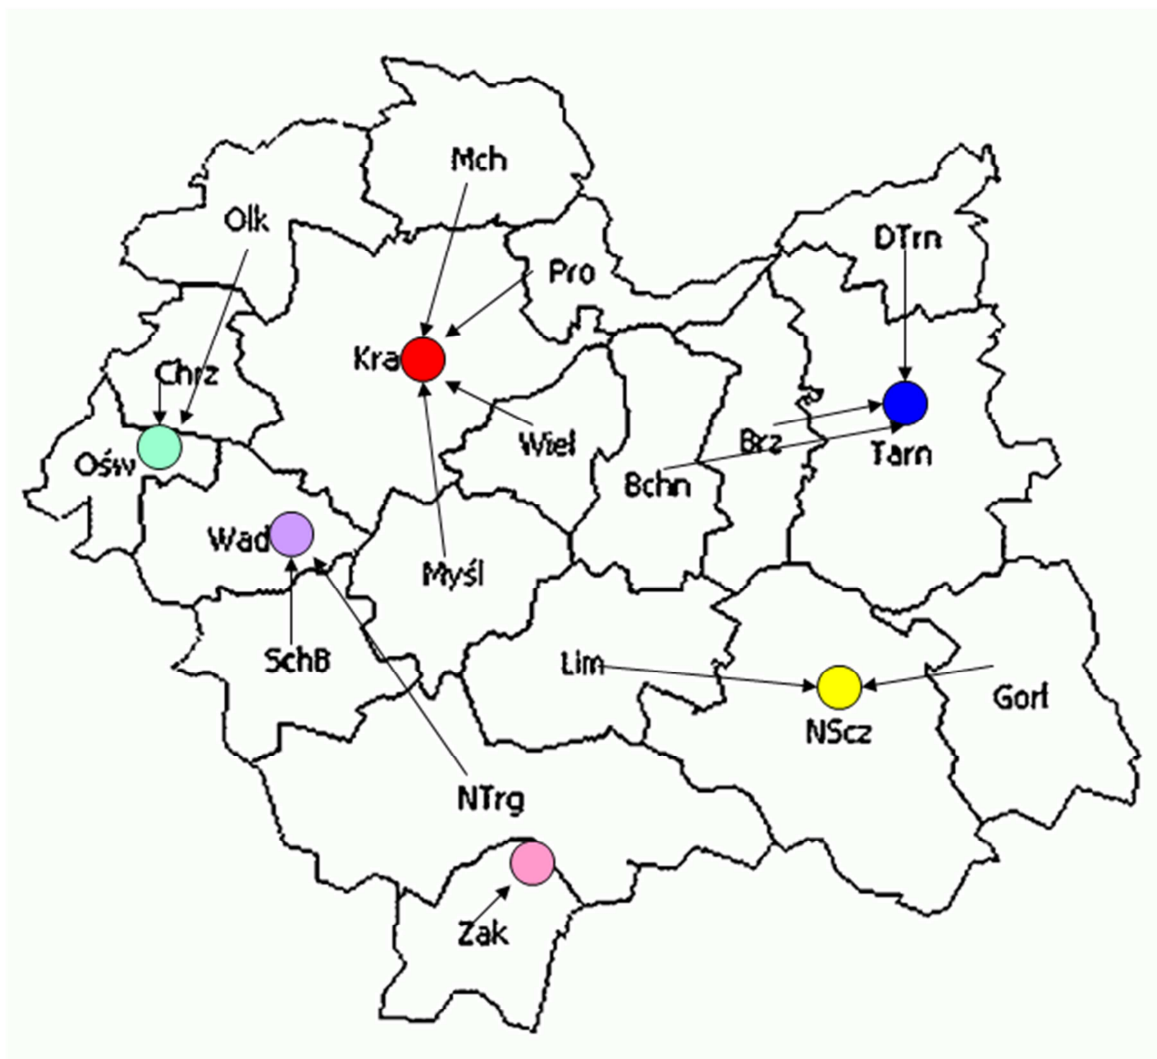 Mch
Olk
DTrn
Pro
Kra
Chrz
Wiel
Brz
Tarn
Ośw
Bchn
Wad
Myśl
SchB
Lim
Gorl
NScz
NTrg
Zak